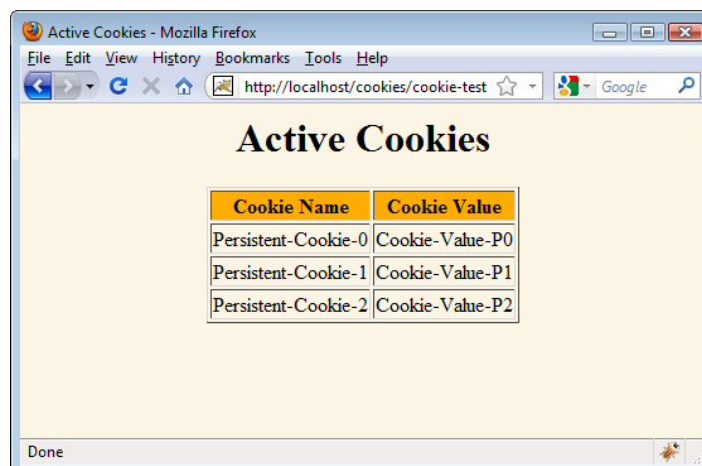 Active Cookies - Mozilla Firefox
File Edit View History Bookmarks Tools Help
http://localhost/cookies/cookie-test Google
Active Cookies
Cookie Name Cookie Value
Persistent-Cookie-0 Cookie-Value-P0
Persistent-Cookie-1 Cookie-Value-P1
Persistent-Cookie-2 Cookie-Value-P2
Done